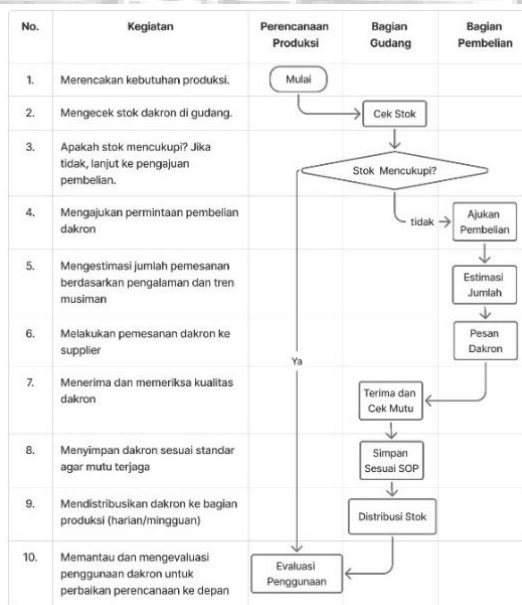 No.
Kegiatan
Perencanaan
Produksi
Bagian
Gudang
Bagian
Pembelian
1.
Merencakan kebutuhan produksi.
Mulai
2.
Mengecek stok dakron di gudang.
Cek Stok
3.
Apakah stok mencukupi? Jika
tidak, lanjut ke pengajuan
pembelian.
Stok Mencukupi?
4.
Mengajukan permintaan pembelian
dakron
tidak
Ajukan
Pembelian
5.
Mengestimasi jumlah pemesanan
berdasarkan pengalaman dan tren
musiman
Estimasi
Jumlah
6.
Melakukan pemesanan dakron ke
supplier
Pesan
Dakron
Ya
7.
Menerima dan memeriksa kualitas
dakron
Terima dan
Cek Mutu
8.
Menyimpan dakron sesuai standar
agar mutu terjaga
Simpan
Sesuai SOP
9.
Mendistribusikan dakron ke bagian
produksi (harian/mingguan)
Distribusi Stok
10.
Memantau dan mengevaluasi
penggunaan dakron untuk
perbaikan perencanaan ke depan
Evaluasi
Penggunaan